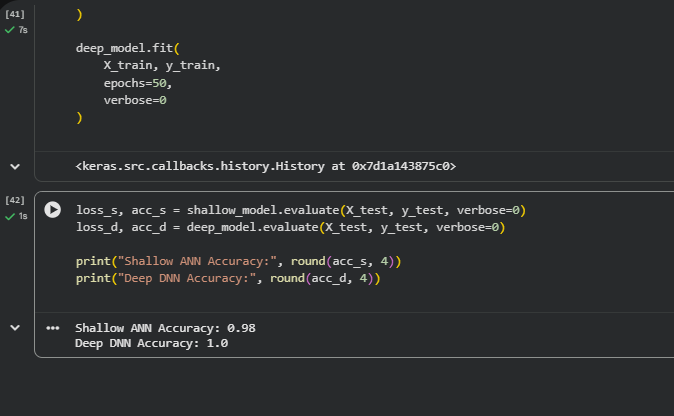 [41]
)
7s
deep_model.fit(
    X_train, y_train,
    epochs=50,
    verbose=0
)
<keras.src.callbacks.history.History at 0x7d1a143875c0>
[42]
1s
loss_s, acc_s = shallow_model.evaluate(X_test, y_test, verbose=0)
loss_d, acc_d = deep_model.evaluate(X_test, y_test, verbose=0)
print("Shallow ANN Accuracy:", round(acc_s, 4))
print("Deep DNN Accuracy:", round(acc_d, 4))
Shallow ANN Accuracy: 0.98
Deep DNN Accuracy: 1.0